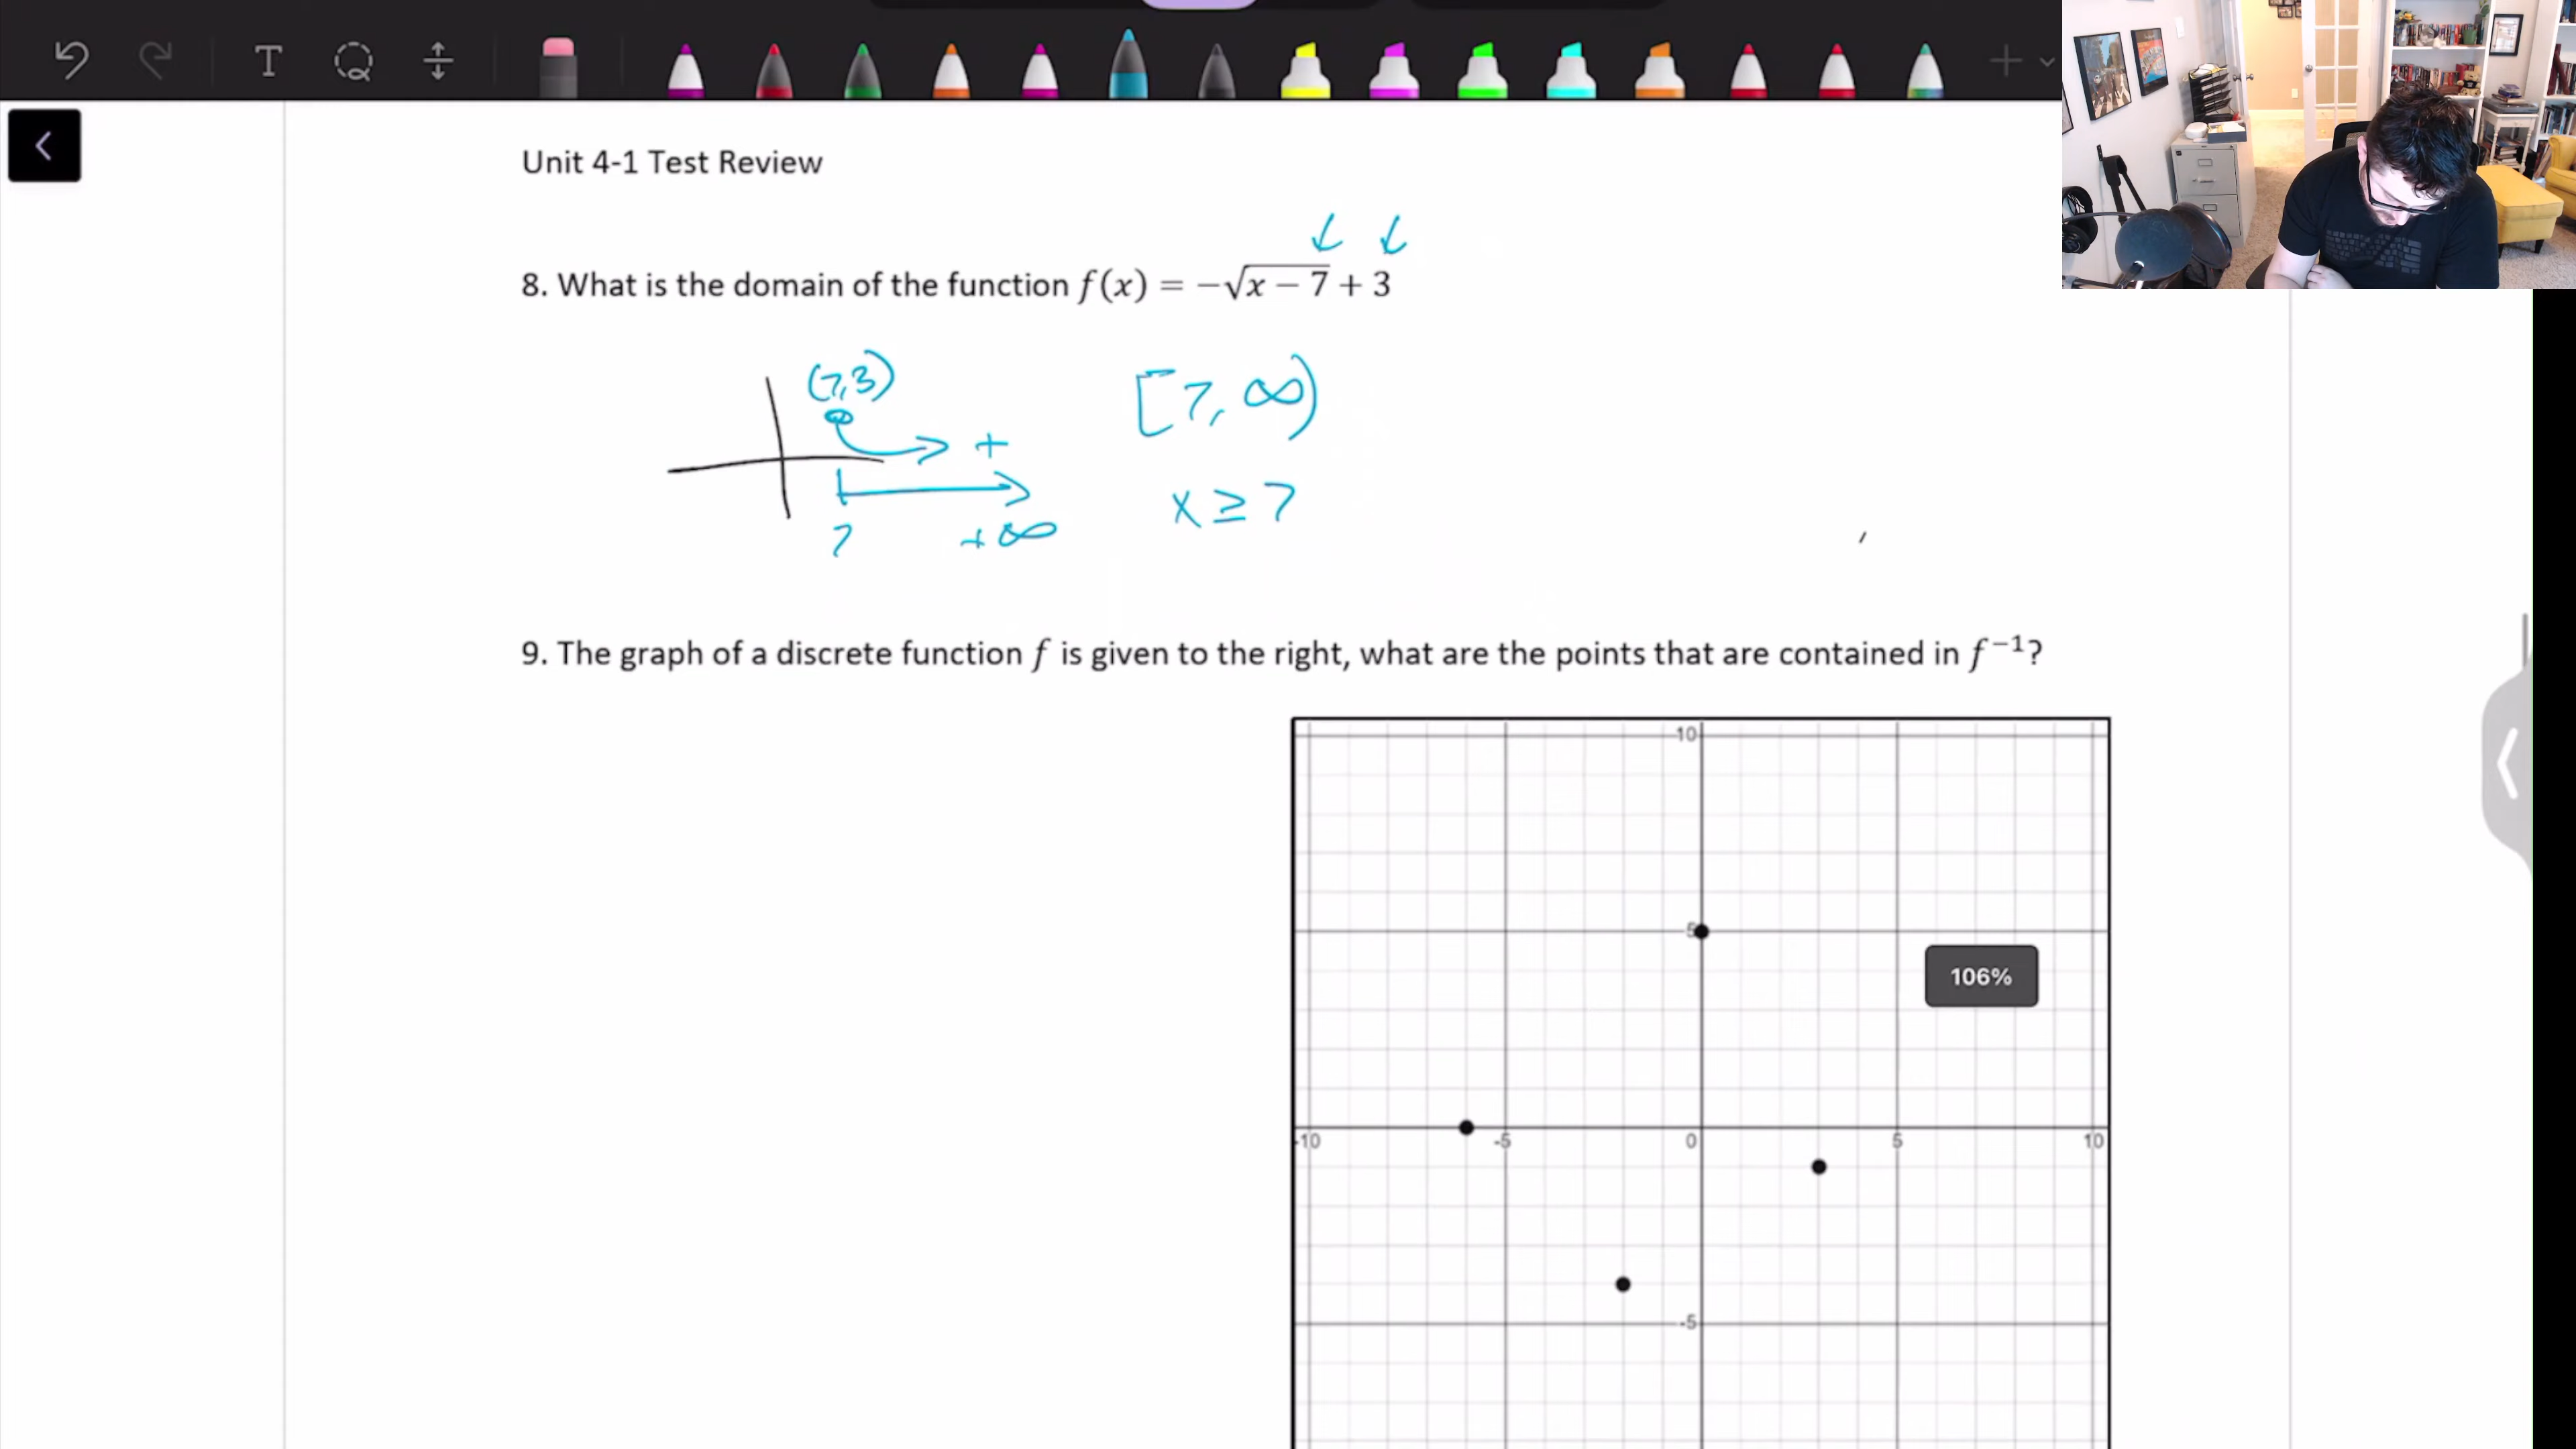 T
Unit 4-1 Test Review
↓ ↓
8. What is the domain of the function f(x) = −√(x − 7) + 3
(7,3)
[7, ∞)
+
x ≥ 7
7 +∞
9. The graph of a discrete function f is given to the right, what are the points that are contained in f⁻¹?
10
5
106%
-10 -5 0 5 10
-5